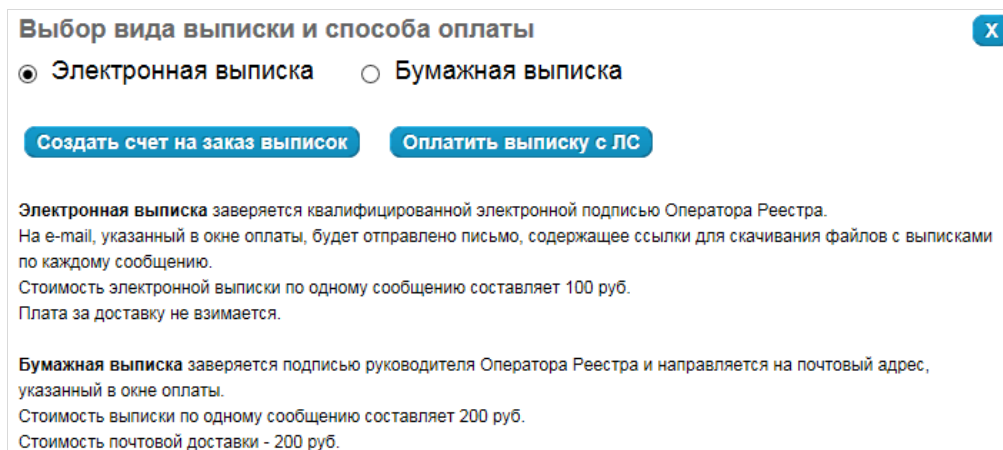 Выбор вида выписки и способа оплаты
X
Электронная выписка Бумажная выписка
Создать счет на заказ выписок Оплатить выписку с ЛС
Электронная выписка заверяется квалифицированной электронной подписью Оператора Реестра.
На e-mail, указанный в окне оплаты, будет отправлено письмо, содержащее ссылки для скачивания файлов с выписками
по каждому сообщению.
Стоимость электронной выписки по одному сообщению составляет 100 руб.
Плата за доставку не взимается.
Бумажная выписка заверяется подписью руководителя Оператора Реестра и направляется на почтовый адрес,
указанный в окне оплаты.
Стоимость выписки по одному сообщению составляет 200 руб.
Стоимость почтовой доставки - 200 руб.